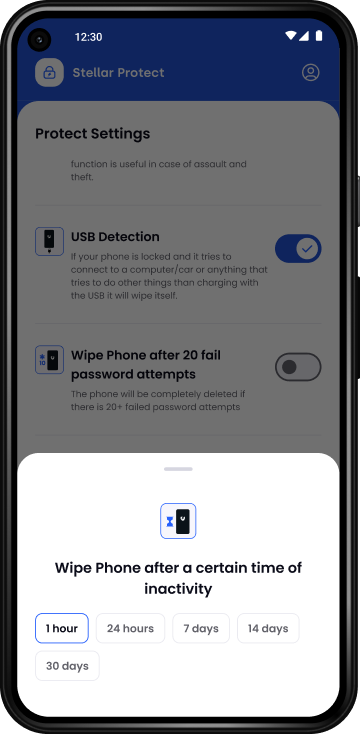 12:30
Stellar Protect
Protect Settings
function is useful in case of assault and
theft.
USB Detection
If your phone is locked and it tries to
connect to a computer/car or anything that
tries to do other things than charging with
the USB it will wipe itself.
Wipe Phone after 20 fail
password attempts
The phone will be completely deleted if
there is 20+ failed password attempts
Wipe Phone after a certain time of
inactivity
1 hour
24 hours
7 days
14 days
30 days